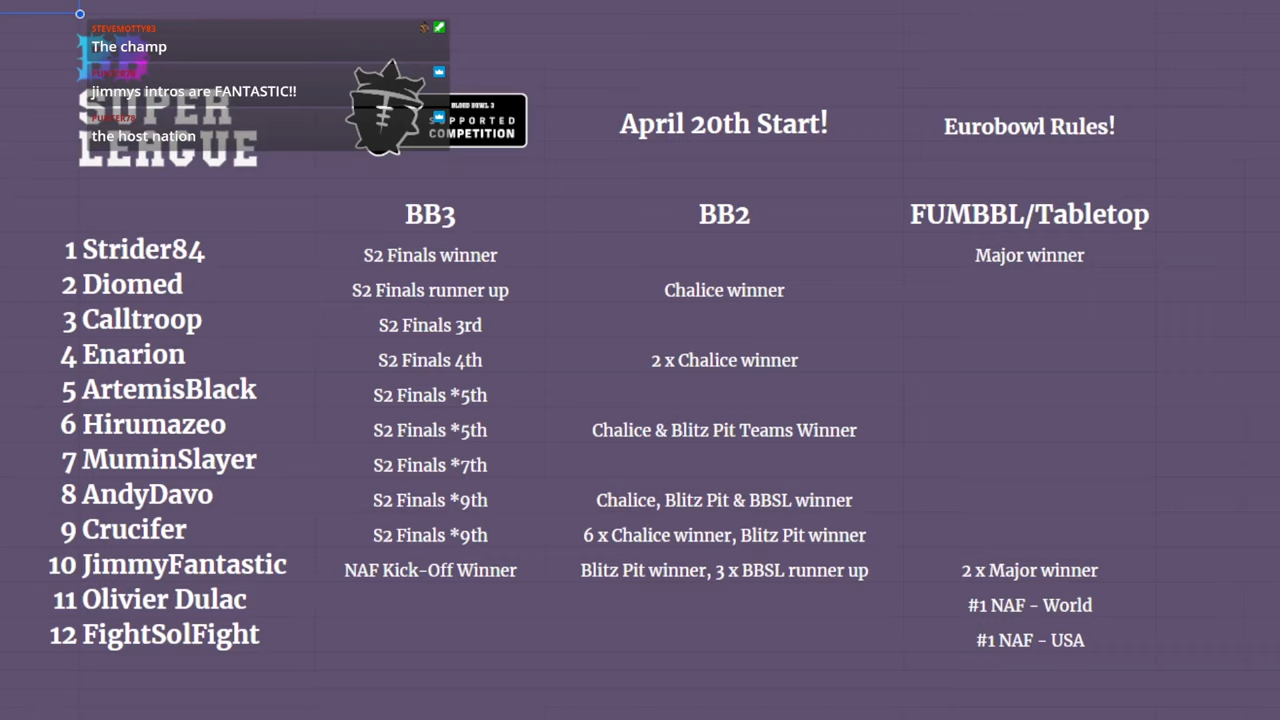 STEVEMOTTY83
The champ
jimmys intros are FANTASTIC!!
the host nation
BB
SUPER
LEAGUE
BLOOD BOWL 3
SUPPORTED
COMPETITION
April 20th Start!
Eurobowl Rules!
BB3 BB2 FUMBBL/Tabletop
1 Strider84 S2 Finals winner Major winner
2 Diomed S2 Finals runner up Chalice winner
3 Calltroop S2 Finals 3rd
4 Enarion S2 Finals 4th 2 x Chalice winner
5 ArtemisBlack S2 Finals *5th
6 Hirumazeo S2 Finals *5th Chalice & Blitz Pit Teams Winner
7 MuminSlayer S2 Finals *7th
8 AndyDavo S2 Finals *9th Chalice, Blitz Pit & BBSL winner
9 Crucifer S2 Finals *9th 6 x Chalice winner, Blitz Pit winner
10 JimmyFantastic NAF Kick-Off Winner Blitz Pit winner, 3 x BBSL runner up 2 x Major winner
11 Olivier Dulac #1 NAF - World
12 FightSolFight #1 NAF - USA